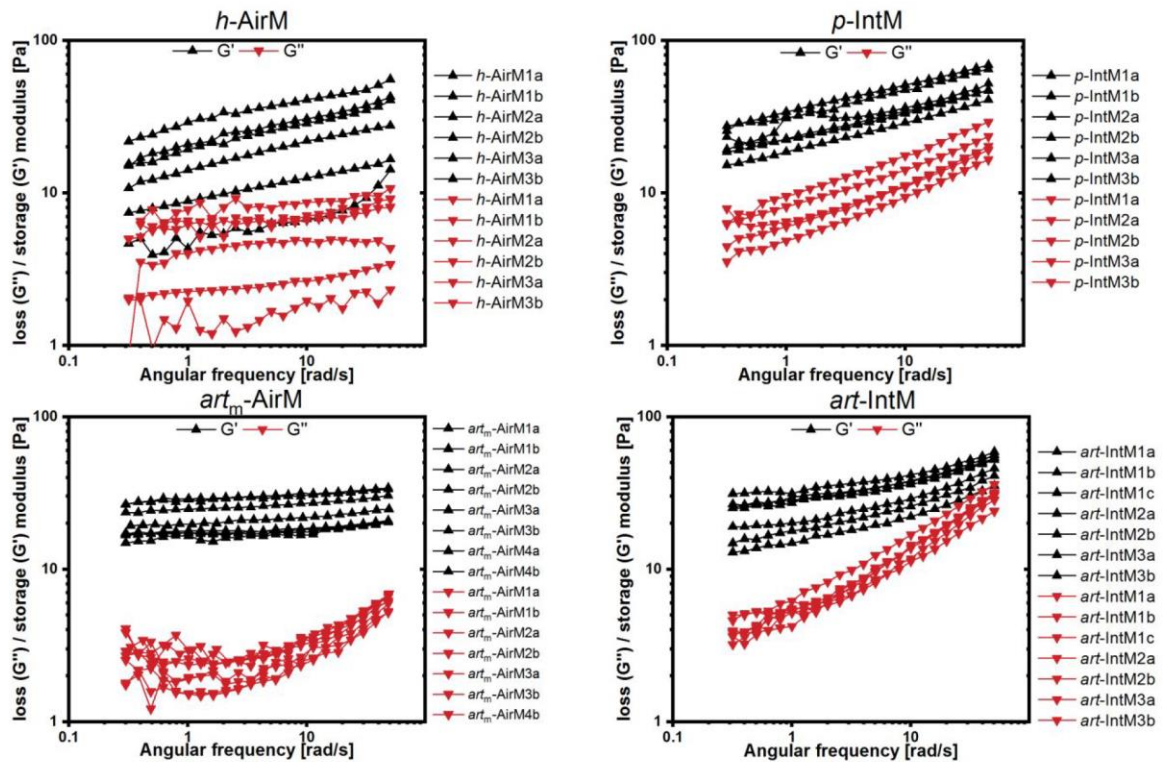 h-AirM
G' G"
loss (G") / storage (G') modulus [Pa]
100
10
1
0.1 1 10
Angular frequency [rad/s]
h-AirM1a
h-AirM1b
h-AirM2a
h-AirM2b
h-AirM3a
h-AirM3b
h-AirM1a
h-AirM1b
h-AirM2a
h-AirM2b
h-AirM3a
h-AirM3b
p-IntM
G' G"
loss (G") / storage (G') modulus [Pa]
100
10
1
0.1 1 10
Angular frequency [rad/s]
p-IntM1a
p-IntM1b
p-IntM2a
p-IntM2b
p-IntM3a
p-IntM3b
p-IntM1a
p-IntM2a
p-IntM2b
p-IntM3a
p-IntM3b
artm-AirM
G' G"
loss (G") / storage (G') modulus [Pa]
100
10
1
0.1 1 10
Angular frequency [rad/s]
artm-AirM1a
artm-AirM1b
artm-AirM2a
artm-AirM2b
artm-AirM3a
artm-AirM3b
artm-AirM4a
artm-AirM4b
artm-AirM1a
artm-AirM1b
artm-AirM2a
artm-AirM2b
artm-AirM3a
artm-AirM3b
artm-AirM4b
art-IntM
G' G"
loss (G") / storage (G') modulus [Pa]
100
10
1
0.1 1 10
Angular frequency [rad/s]
art-IntM1a
art-IntM1b
art-IntM1c
art-IntM2a
art-IntM2b
art-IntM3a
art-IntM3b
art-IntM1a
art-IntM1b
art-IntM1c
art-IntM2a
art-IntM2b
art-IntM3a
art-IntM3b